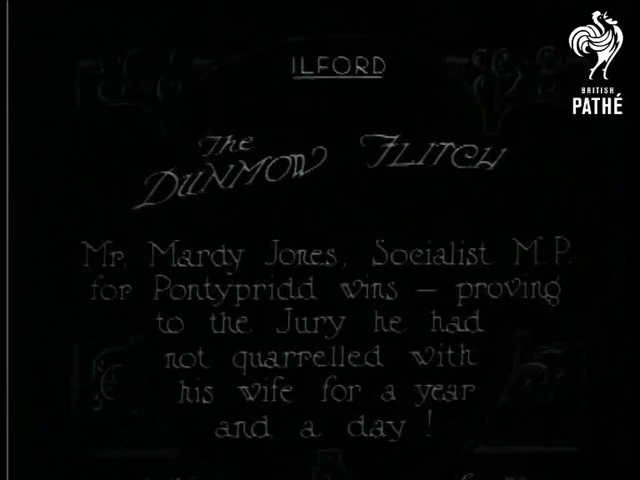 ILFORD
The
DUNMOW FLITCH
Mr. Mardy Jones, Socialist M.P.
for Pontypridd wins — proving
to the Jury he had
not quarrelled with
his wife for a year
and a day !
BRITISH
PATHÉ